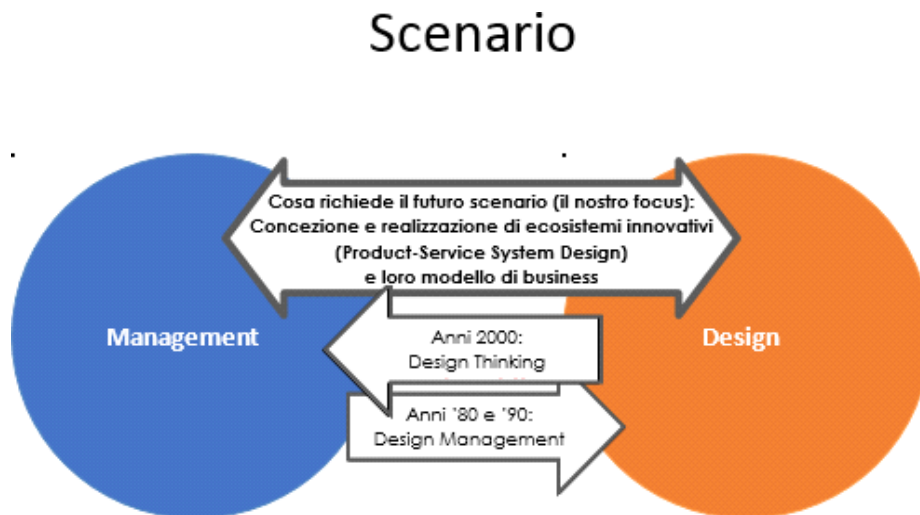 Scenario
Cosa richiede il futuro scenario (il nostro focus):
Concezione e realizzazione di ecosistemi innovativi
(Product-Service System Design)
e loro modello di business
Management
Design
Anni 2000:
Design Thinking
Anni '80 e '90:
Design Management